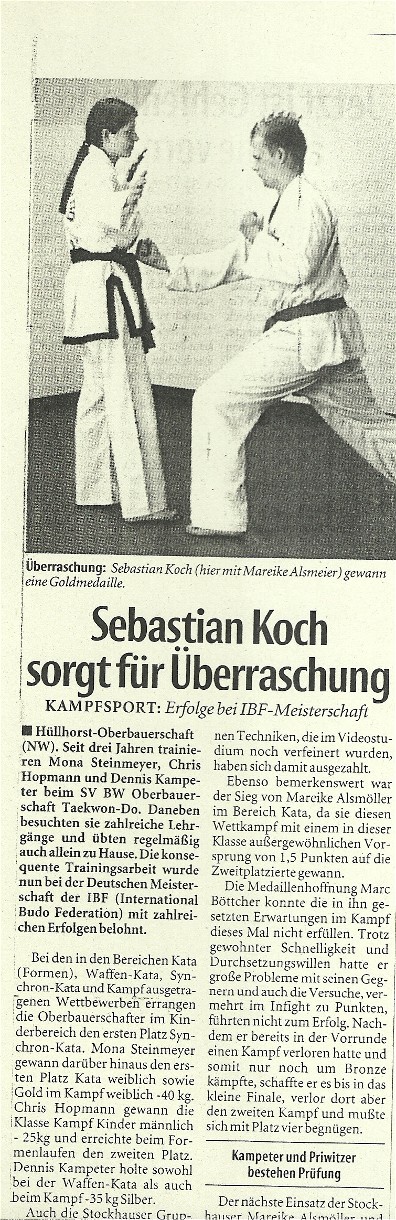 Überraschung: Sebastian Koch (hier mit Mareike Alsmeier) gewann
eine Goldmedaille.
Sebastian Koch
sorgt für Überraschung
KAMPFSPORT: Erfolge bei IBF-Meisterschaft
■ Hüllhorst-Oberbauerschaft
(NW). Seit drei Jahren trainie-
ren Mona Steinmeyer, Chris
Hopmann und Dennis Kampe-
ter beim SV BW Oberbauer-
schaft Taekwon-Do. Daneben
besuchten sie zahlreiche Lehr-
gänge und übten regelmäßig
auch allein zu Hause. Die konse-
quente Trainingsarbeit wurde
nun bei der Deutschen Meister-
schaft der IBF (International
Budo Federation) mit zahlrei-
chen Erfolgen belohnt.
Bei den in den Bereichen Kata
(Formen), Waffen-Kata, Syn-
chron-Kata und Kampf ausgetra-
genen Wettbewerben errangen
die Oberbauerschafter im Kin-
derbereich den ersten Platz Syn-
chron-Kata. Mona Steinmeyer
gewann darüber hinaus den ers-
ten Platz Kata weiblich sowie
Gold im Kampf weiblich -40 kg.
Chris Hopmann gewann die
Klasse Kampf Kinder männlich
- 25kg und erreichte beim For-
menlaufen den zweiten Platz.
Dennis Kampeter holte sowohl
bei der Waffen-Kata als auch
beim Kampf -35 kg Silber.
Auch die Stockhauser Grup-
nen Techniken, die im Videostu-
dium noch verfeinert wurden,
haben sich damit ausgezahlt.
Ebenso bemerkenswert war
der Sieg von Mareike Alsmöller
im Bereich Kata, da sie diesen
Wettkampf mit einem in dieser
Klasse außergewöhnlichen Vor-
sprung von 1,5 Punkten auf die
Zweitplatzierte gewann.
Die Medaillenhoffnung Marc
Böttcher konnte die in ihn ge-
setzten Erwartungen im Kampf
dieses Mal nicht erfüllen. Trotz
gewohnter Schnelligkeit und
Durchsetzungswillen hatte er
große Probleme mit seinen Geg-
nern und auch die Versuche, ver-
mehrt im Infight zu Punkten,
führten nicht zum Erfolg. Nach-
dem er bereits in der Vorrunde
einen Kampf verloren hatte und
somit nur noch um Bronze
kämpfte, schaffte er es bis in das
kleine Finale, verlor dort aber
den zweiten Kampf und mußte
sich mit Platz vier begnügen.
Kampeter und Priwitzer
bestehen Prüfung
Der nächste Einsatz der Stock-
hauser Mareike Alsmöller und